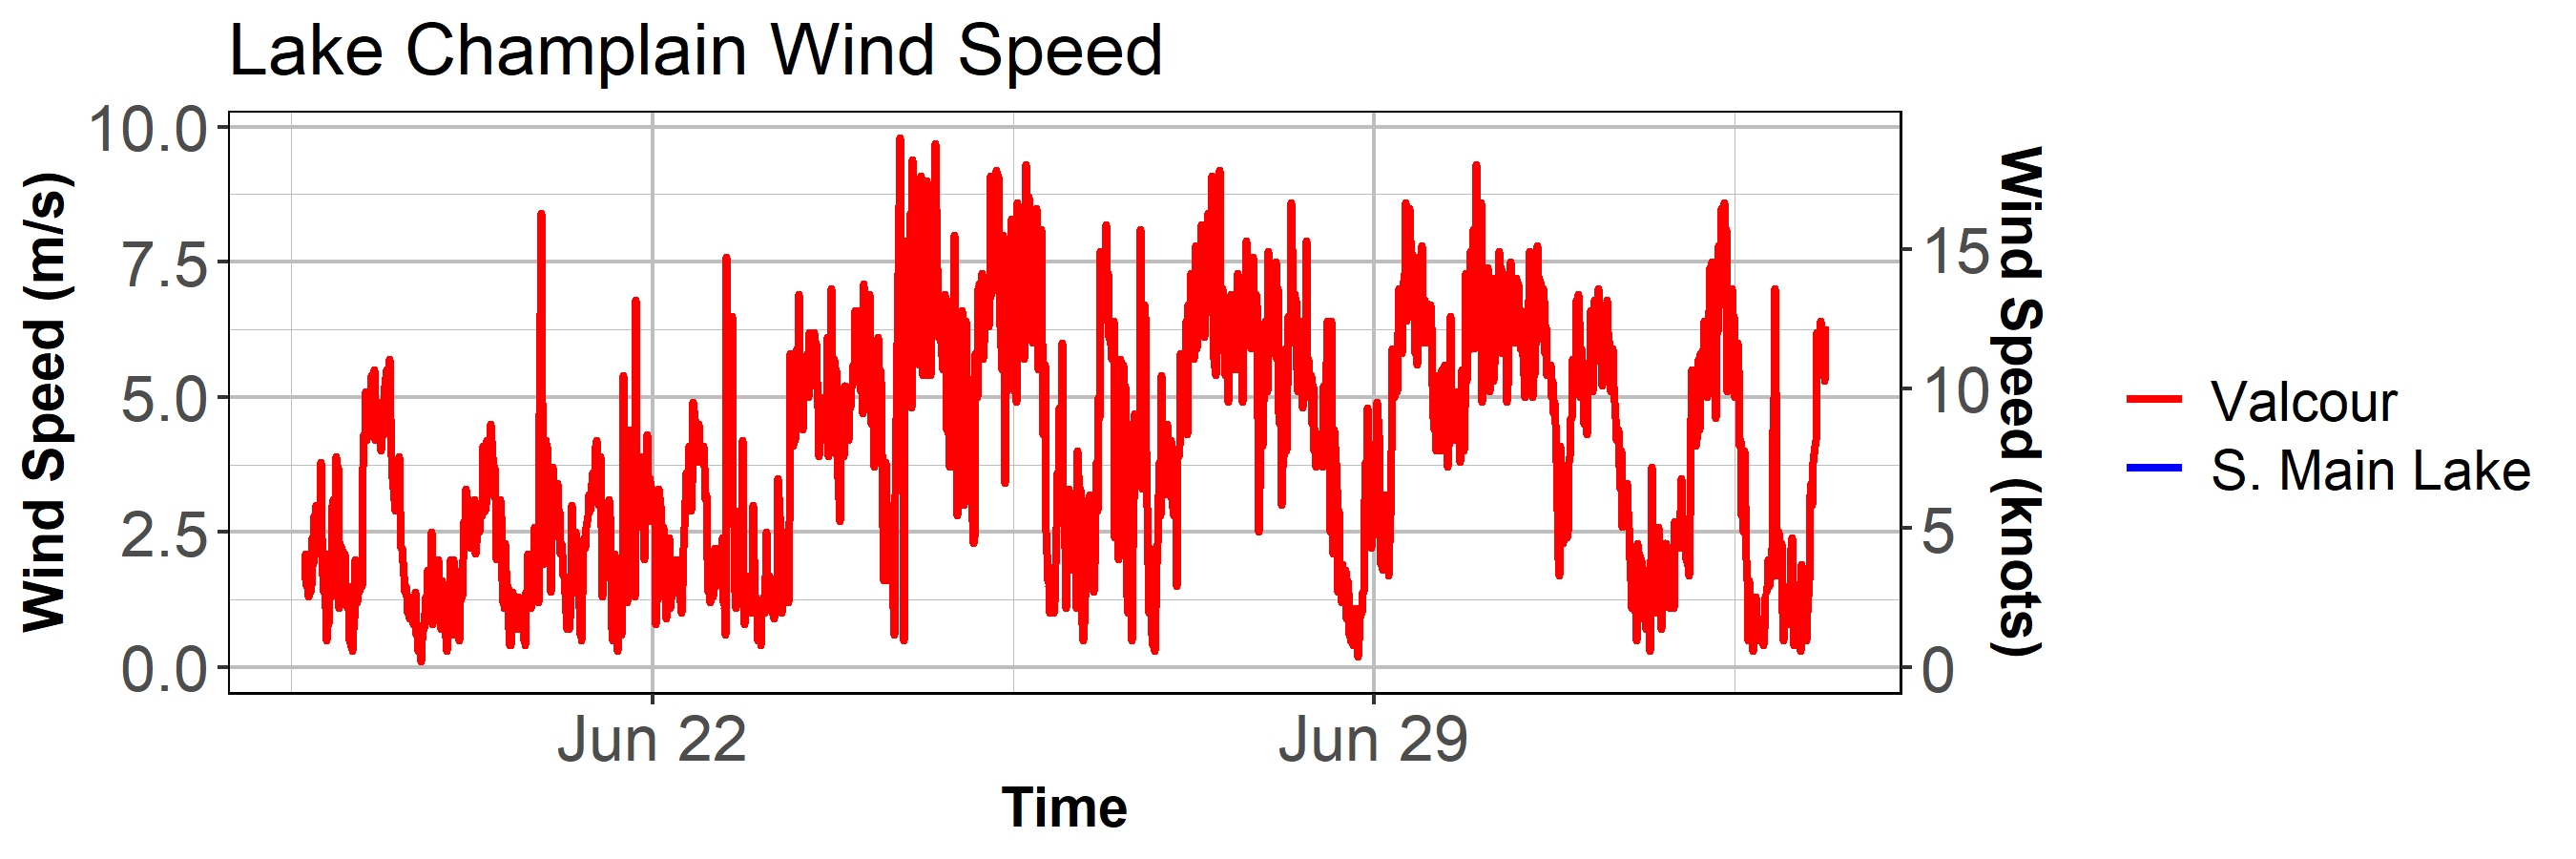 Lake Champlain Wind Speed
10.0
7.5
5.0
2.5
0.0
Wind Speed (m/s)
15
10
5
0
Wind Speed (knots)
Jun 22
Jun 29
Time
Valcour
S. Main Lake